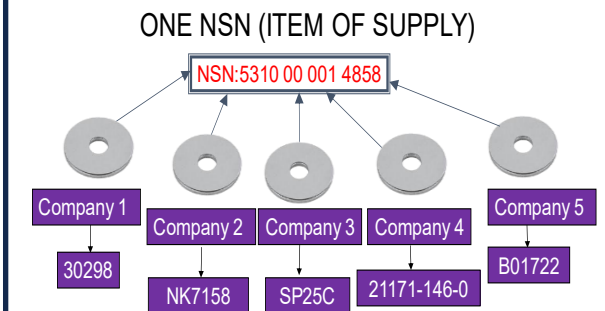 ONE NSN (ITEM OF SUPPLY)
NSN:5310 00 001 4858
Company 1
Company 2
Company 3
Company 4
Company 5
30298
NK7158
SP25C
21171-146-0
B01722